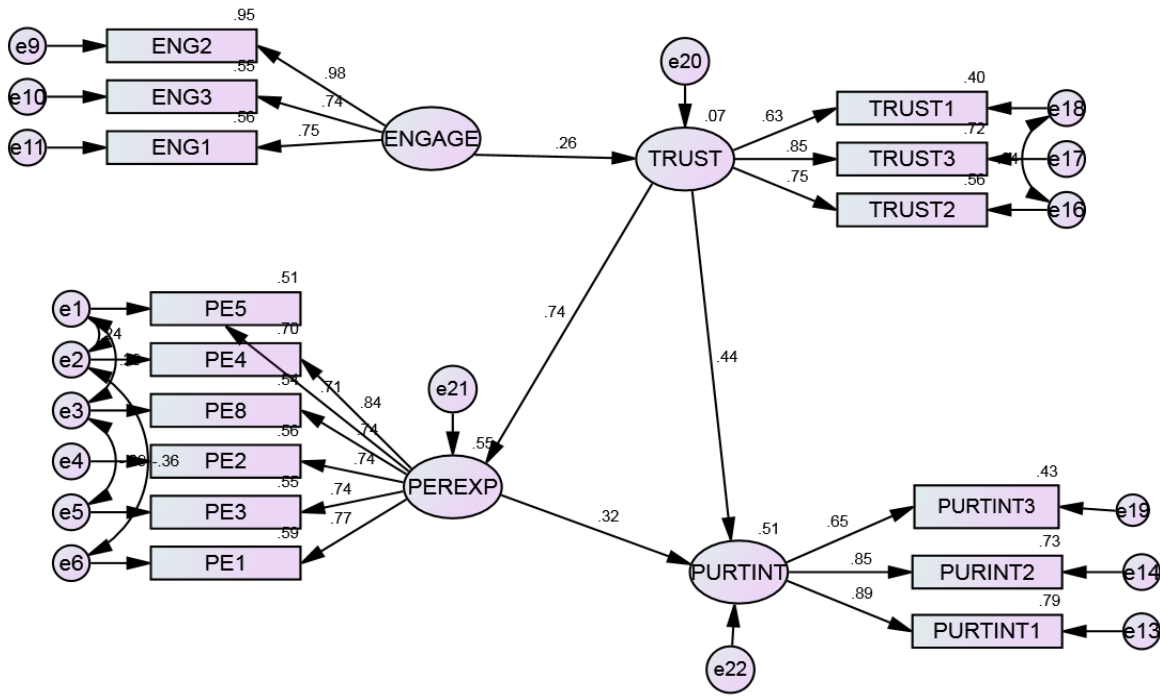 .95
e9 ENG2
.98
.55
e10 ENG3
.74
.56
e11 ENG1
.75
ENGAGE
.26
e20
.07
TRUST
.63
.40
TRUST1 e18
.85
.72
TRUST3 e17
.75
.56
TRUST2 e16
.74
.44
.51
e1 PE5
.24
.70
e2 PE4
.71
.84
.54
e3 PE8
.74
.56
e4 PE2
.74
-.36
.55
e5 PE3
.74
.59
e6 PE1
.77
e21
.55
PEREXP
.32
.51
PURTINT
e22
.65
.43
PURTINT3 e19
.85
.73
PURINT2 e14
.89
.79
PURTINT1 e13